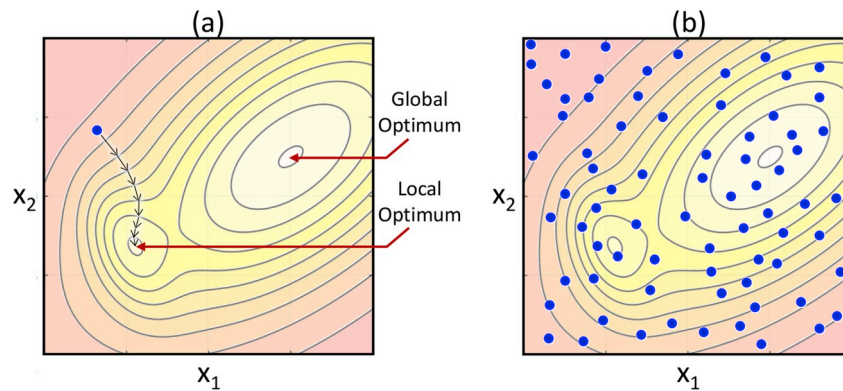 (a)
(b)
Global
Optimum
Local
Optimum
x₂
x₂
x₁
x₁